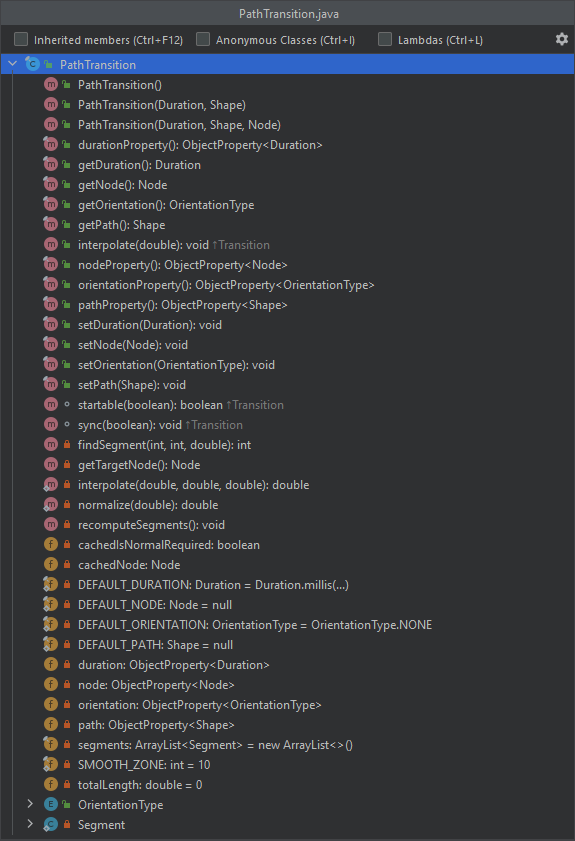 PathTransition.java
Inherited members (Ctrl+F12) Anonymous Classes (Ctrl+I) Lambdas (Ctrl+L)
PathTransition
PathTransition()
PathTransition(Duration, Shape)
PathTransition(Duration, Shape, Node)
durationProperty(): ObjectProperty<Duration>
getDuration(): Duration
getNode(): Node
getOrientation(): OrientationType
getPath(): Shape
interpolate(double): void ↑Transition
nodeProperty(): ObjectProperty<Node>
orientationProperty(): ObjectProperty<OrientationType>
pathProperty(): ObjectProperty<Shape>
setDuration(Duration): void
setNode(Node): void
setOrientation(OrientationType): void
setPath(Shape): void
startable(boolean): boolean ↑Transition
sync(boolean): void ↑Transition
findSegment(int, int, double): int
getTargetNode(): Node
interpolate(double, double, double): double
normalize(double): double
recomputeSegments(): void
cachedIsNormalRequired: boolean
cachedNode: Node
DEFAULT_DURATION: Duration = Duration.millis(...)
DEFAULT_NODE: Node = null
DEFAULT_ORIENTATION: OrientationType = OrientationType.NONE
DEFAULT_PATH: Shape = null
duration: ObjectProperty<Duration>
node: ObjectProperty<Node>
orientation: ObjectProperty<OrientationType>
path: ObjectProperty<Shape>
segments: ArrayList<Segment> = new ArrayList<>()
SMOOTH_ZONE: int = 10
totalLength: double = 0
OrientationType
Segment